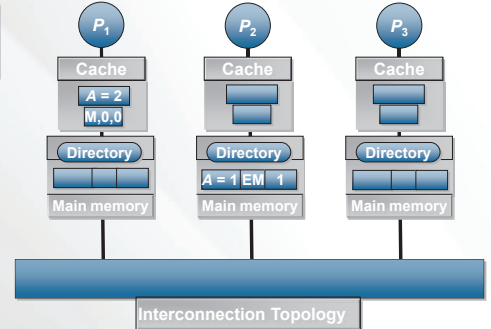 P1 P2 P3
Cache Cache Cache
A = 2
M,0,0
Directory Directory Directory
A = 1 EM 1
Main memory Main memory Main memory
Interconnection Topology